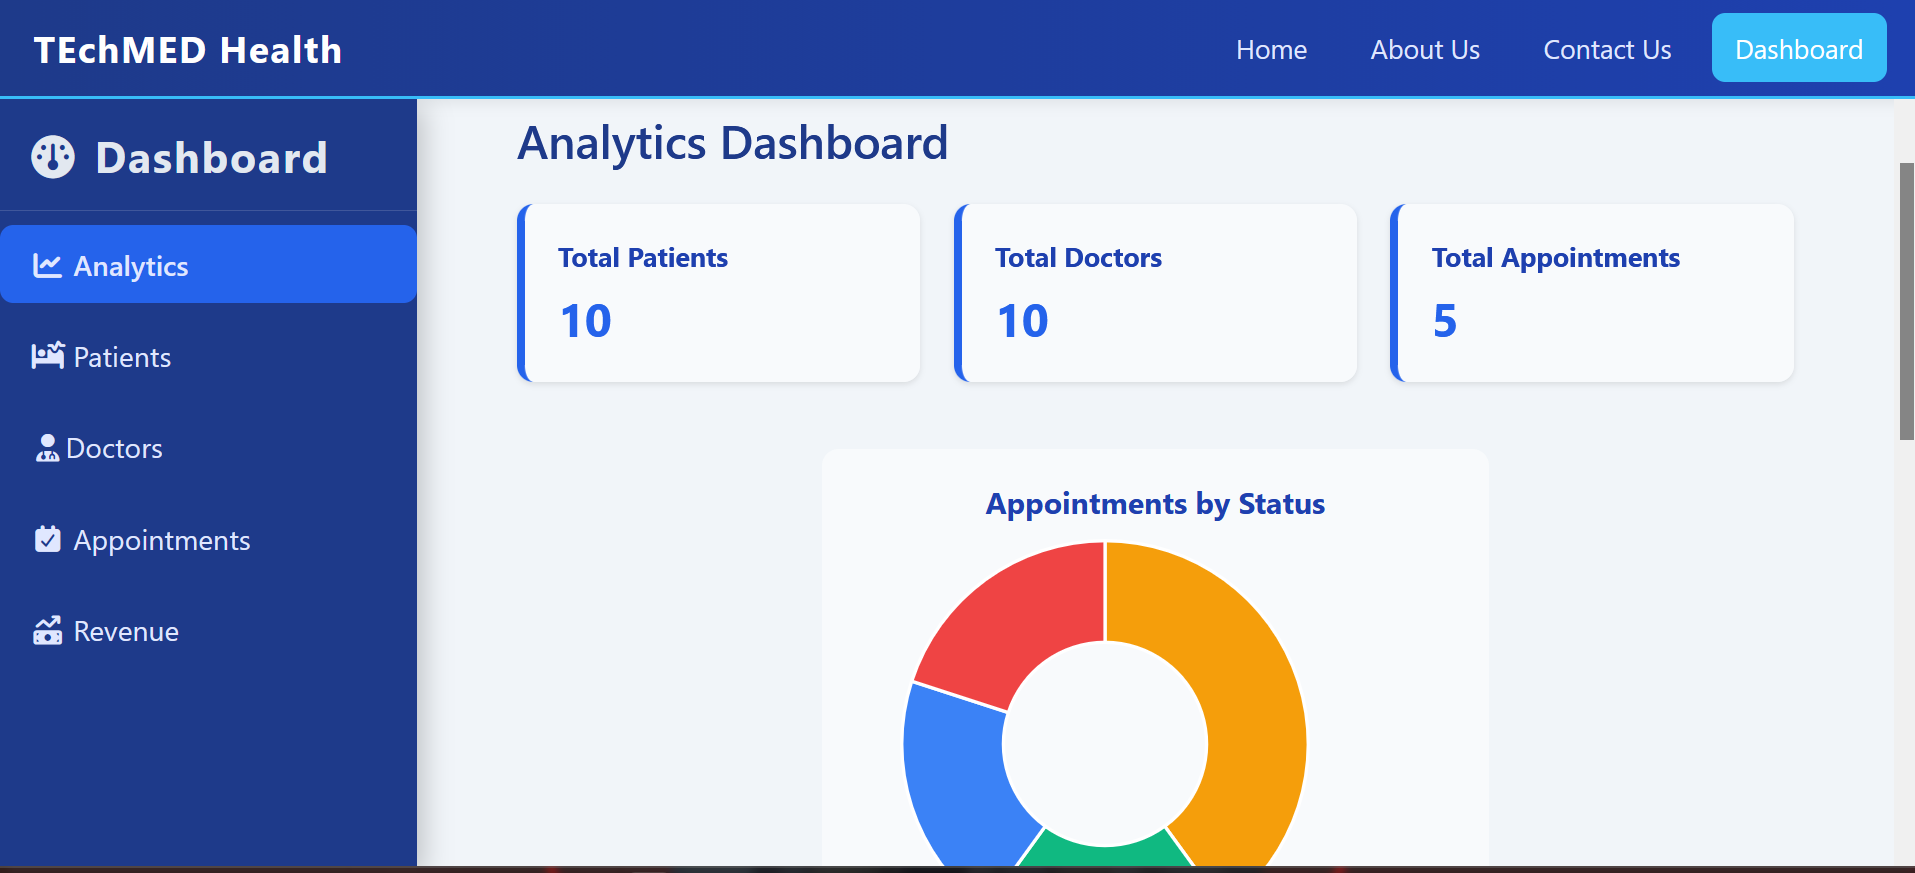 TEchMED Health
Home
About Us
Contact Us
Dashboard
Dashboard
Analytics
Patients
Doctors
Appointments
Revenue
Analytics Dashboard
Total Patients
10
Total Doctors
10
Total Appointments
5
Appointments by Status